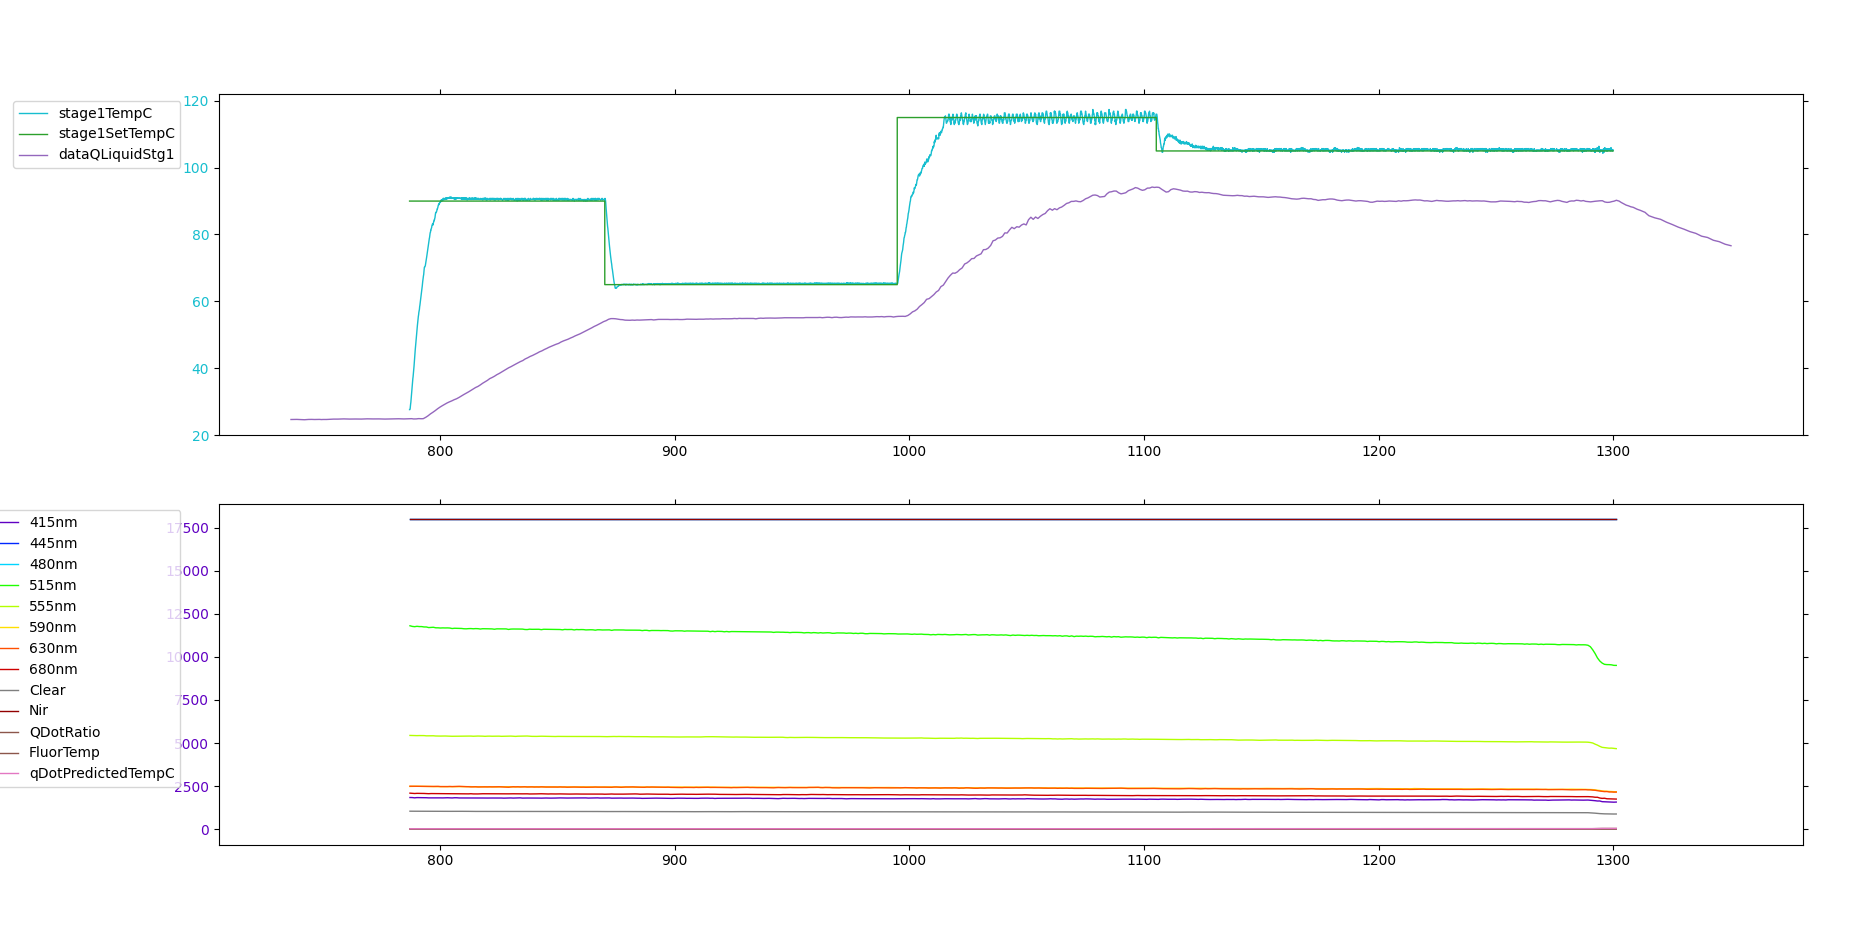 stage1TempC
stage1SetTempC
dataQLiquidStg1
120
100
80
60
40
20
800
900
1000
1100
1200
1300
415nm
445nm
480nm
515nm
555nm
590nm
630nm
680nm
Clear
Nir
QDotRatio
FluorTemp
qDotPredictedTempC
17500
15000
12500
10000
7500
5000
2500
0
800
900
1000
1100
1200
1300